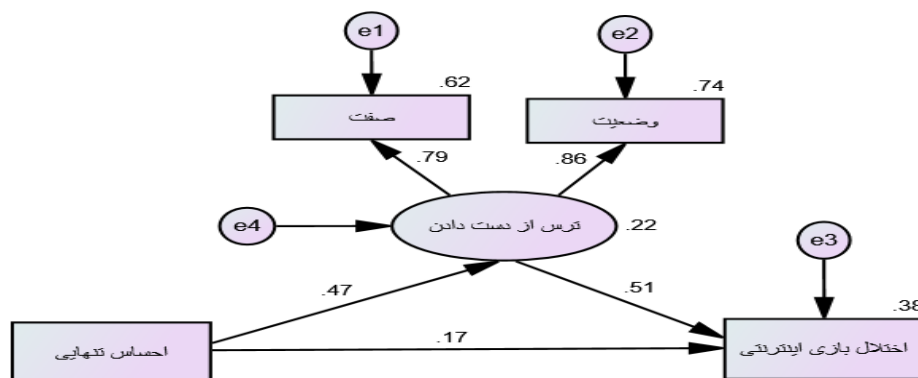 e1
e2
.62
.74
صفت
وضعیت
.79
.86
e4
ترس از دست دادن
.22
e3
.47
.51
.38
احساس تنهایی
.17
اختلال بازی اینترنتی